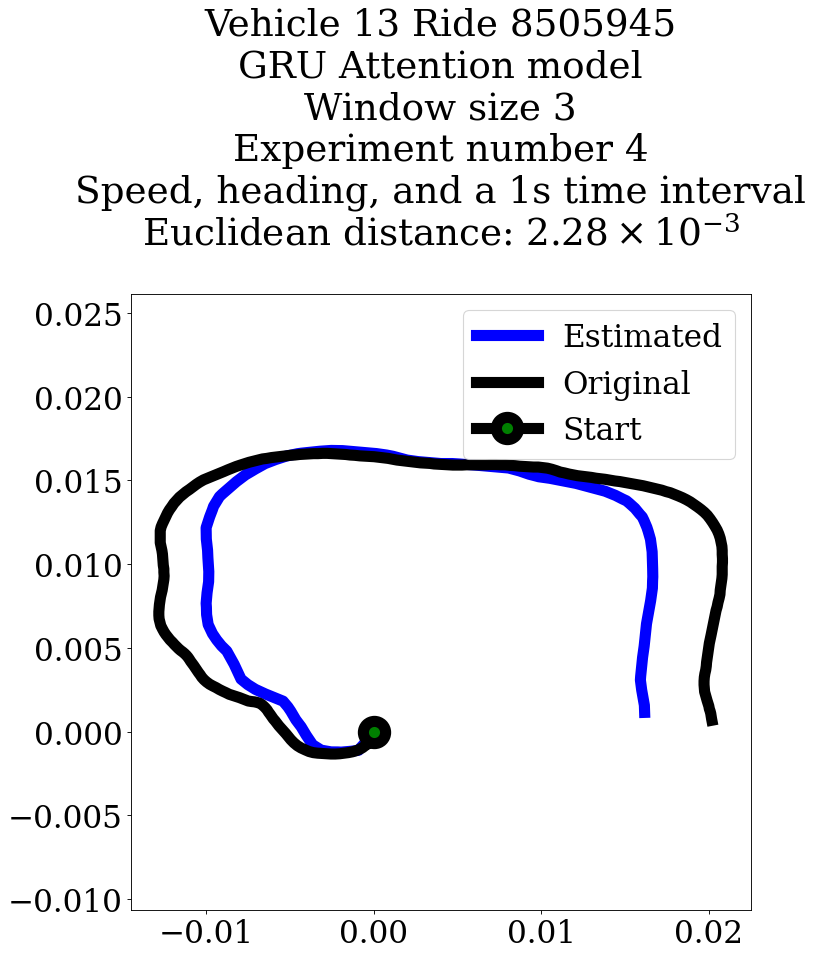 Vehicle 13 Ride 8505945
GRU Attention model
Window size 3
Experiment number 4
Speed, heading, and a 1s time interval
Euclidean distance: 2.28 × 10⁻³
Estimated
Original
Start
0.025
0.020
0.015
0.010
0.005
0.000
−0.005
−0.010
−0.01 0.00 0.01 0.02